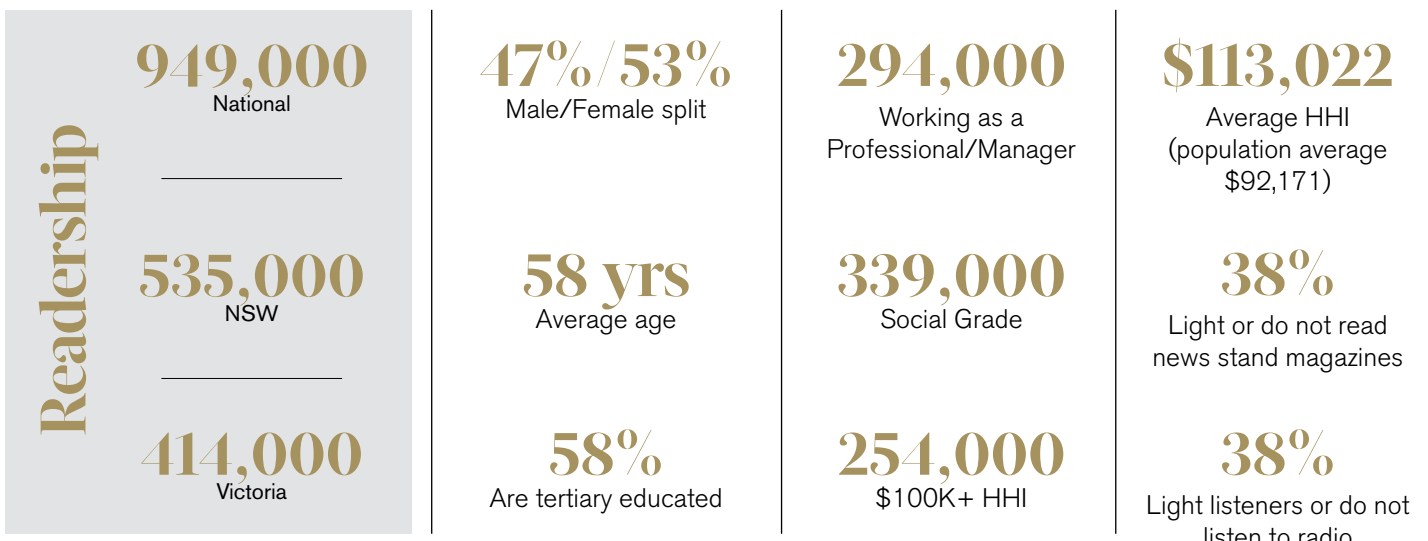 Readership
949,000
National
535,000
NSW
414,000
Victoria
47%/53%
Male/Female split
58 yrs
Average age
58%
Are tertiary educated
294,000
Working as a
Professional/Manager
339,000
Social Grade
254,000
$100K+ HHI
$113,022
Average HHI
(population average
$92,171)
38%
Light or do not read
news stand magazines
38%
Light listeners or do not
listen to radio